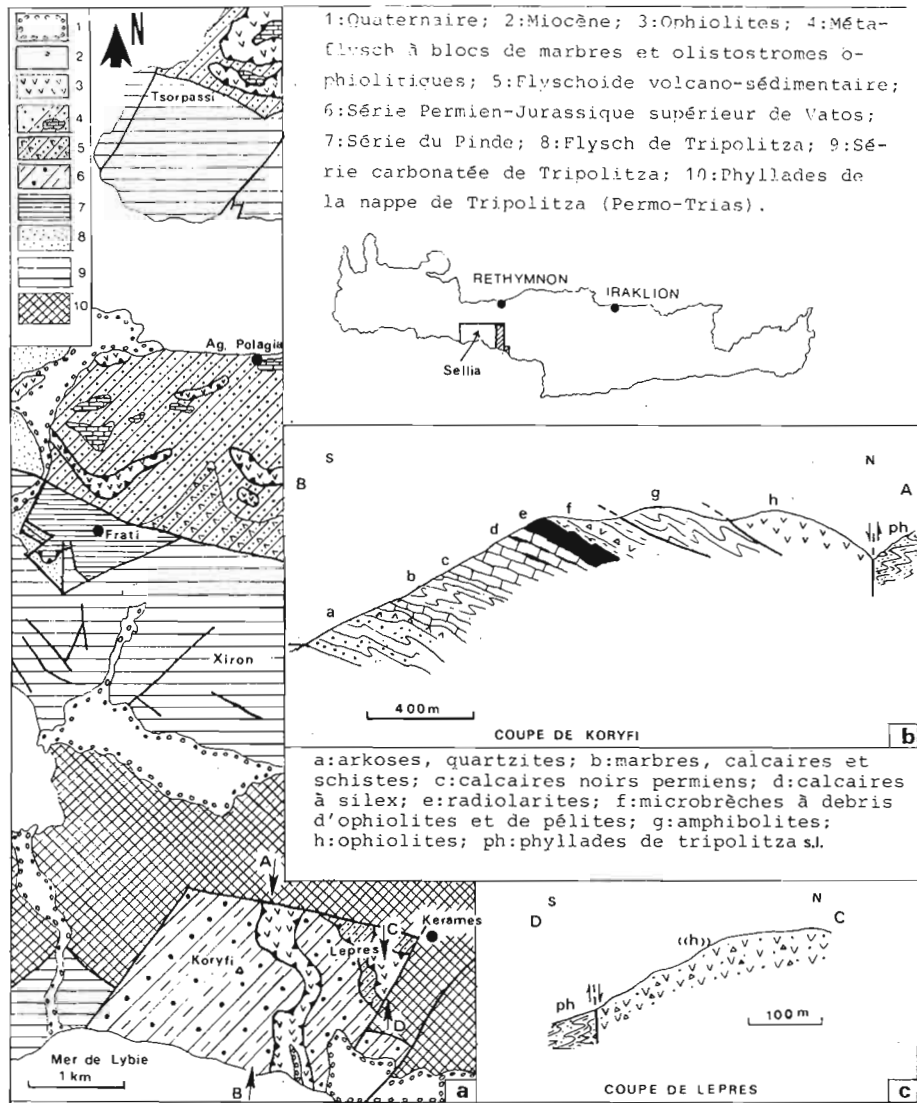 1
2
3
4
5
6
7
8
9
10
N
Tsorpassi
Ag. Polagia
Frati
Xiron
A
C
Kerames
Lepres
Koryfi
D
Mer de Lybie
1 km
B
a
1:Quaternaire; 2:Miocène; 3:Ophiolites; 4:Méta-
flysch à blocs de marbres et olistostromes o-
phiolitiques; 5:Flyschoide volcano-sédimentaire;
6:Série Permien-Jurassique supérieur de Vatos;
7:Série du Pinde; 8:Flysch de Tripolitza; 9:Sé-
rie carbonatée de Tripolitza; 10:Phyllades de
la nappe de Tripolitza (Permo-Trias).
RETHYMNON
IRAKLION
Sellia
S
N
B
A
a
b
c
d
e
f
g
h
ph
400m
COUPE DE KORYFI
b
a:arkoses, quartzites; b:marbres, calcaires et
schistes; c:calcaires noirs permiens; d:calcaires
à silex; e:radiolarites; f:microbrèches à debris
d'ophiolites et de pélites; g:amphibolites;
h:ophiolites; ph:phyllades de tripolitza s.l.
S
N
D
C
((h))
ph
100m
COUPE DE LEPRES
c